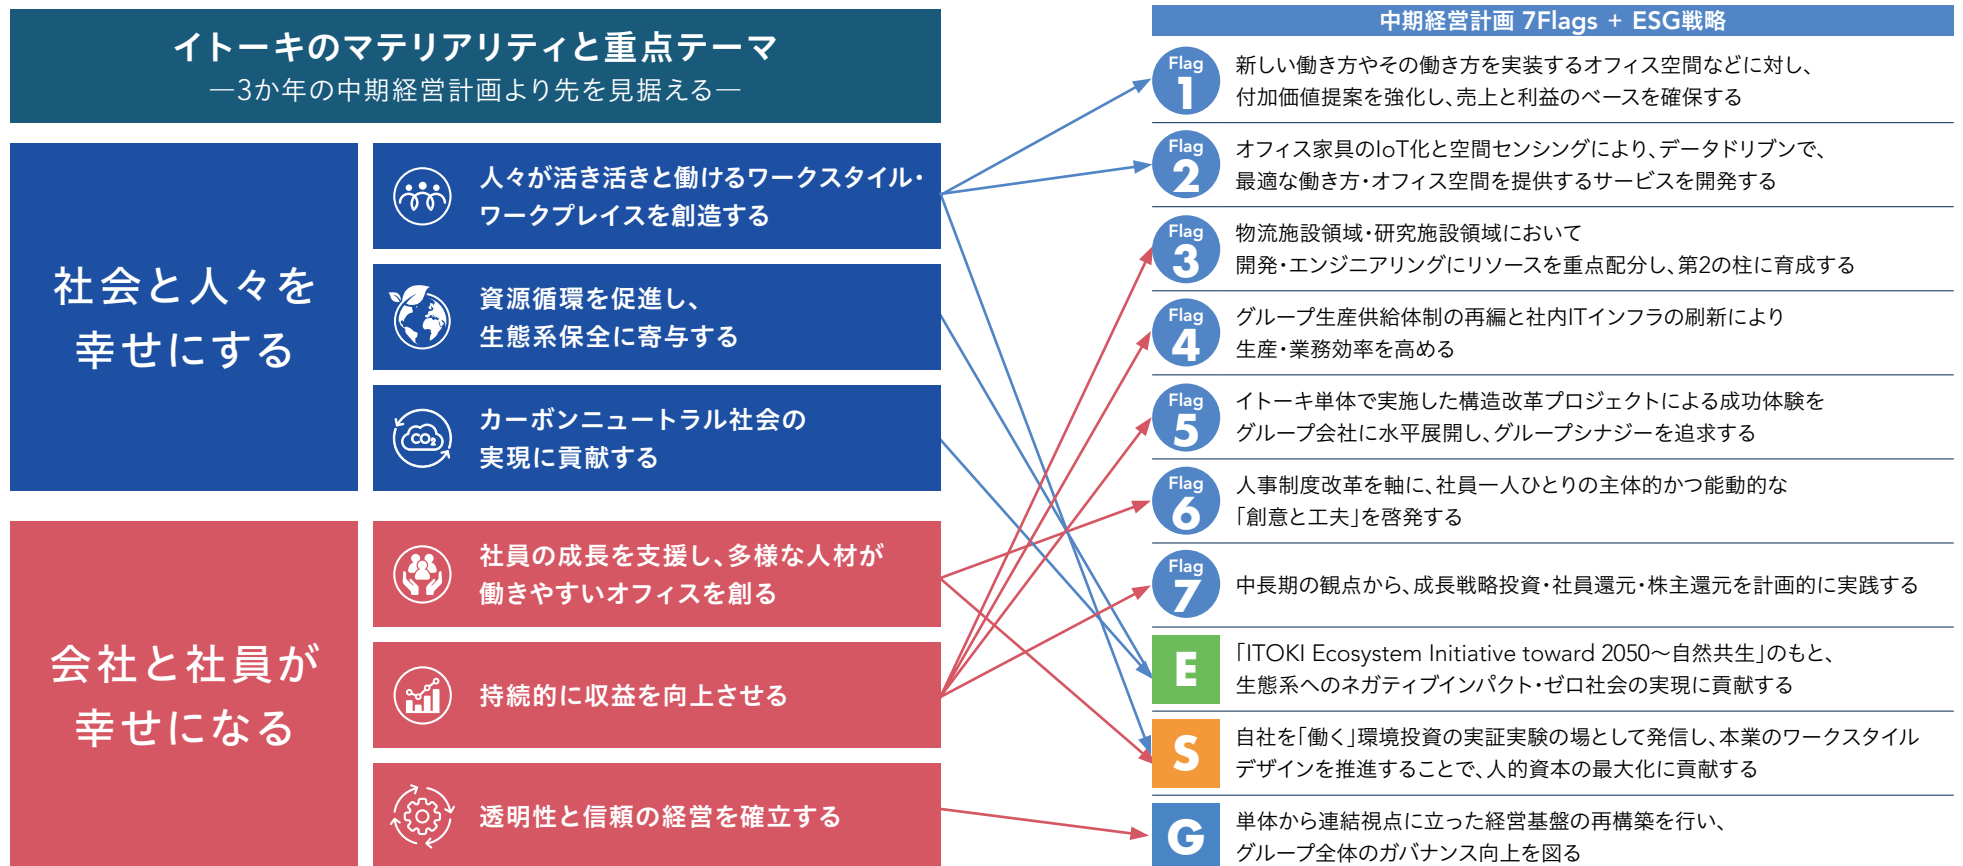 イトーキのマテリアリティと重点テーマ
―3か年の中期経営計画より先を見据える―
社会と人々を
幸せにする
人々が活き活きと働けるワークスタイル・
ワークプレイスを創造する
資源循環を促進し、
生態系保全に寄与する
CO₂
カーボンニュートラル社会の
実現に貢献する
会社と社員が
幸せになる
社員の成長を支援し、多様な人材が
働きやすいオフィスを創る
持続的に収益を向上させる
透明性と信頼の経営を確立する
中期経営計画 7Flags + ESG戦略
Flag
1
新しい働き方やその働き方を実装するオフィス空間などに対し、
付加価値提案を強化し、売上と利益のベースを確保する
Flag
2
オフィス家具のIoT化と空間センシングにより、データドリブンで、
最適な働き方・オフィス空間を提供するサービスを開発する
Flag
3
物流施設領域・研究施設領域において
開発・エンジニアリングにリソースを重点配分し、第2の柱に育成する
Flag
4
グループ生産供給体制の再編と社内ITインフラの刷新により
生産・業務効率を高める
Flag
5
イトーキ単体で実施した構造改革プロジェクトによる成功体験を
グループ会社に水平展開し、グループシナジーを追求する
Flag
6
人事制度改革を軸に、社員一人ひとりの主体的かつ能動的な
「創意と工夫」を啓発する
Flag
7
中長期の観点から、成長戦略投資・社員還元・株主還元を計画的に実践する
E
「ITOKI Ecosystem Initiative toward 2050～自然共生」のもと、
生態系へのネガティブインパクト・ゼロ社会の実現に貢献する
S
自社を「働く」環境投資の実証実験の場として発信し、本業のワークスタイル
デザインを推進することで、人的資本の最大化に貢献する
G
単体から連結視点に立った経営基盤の再構築を行い、
グループ全体のガバナンス向上を図る